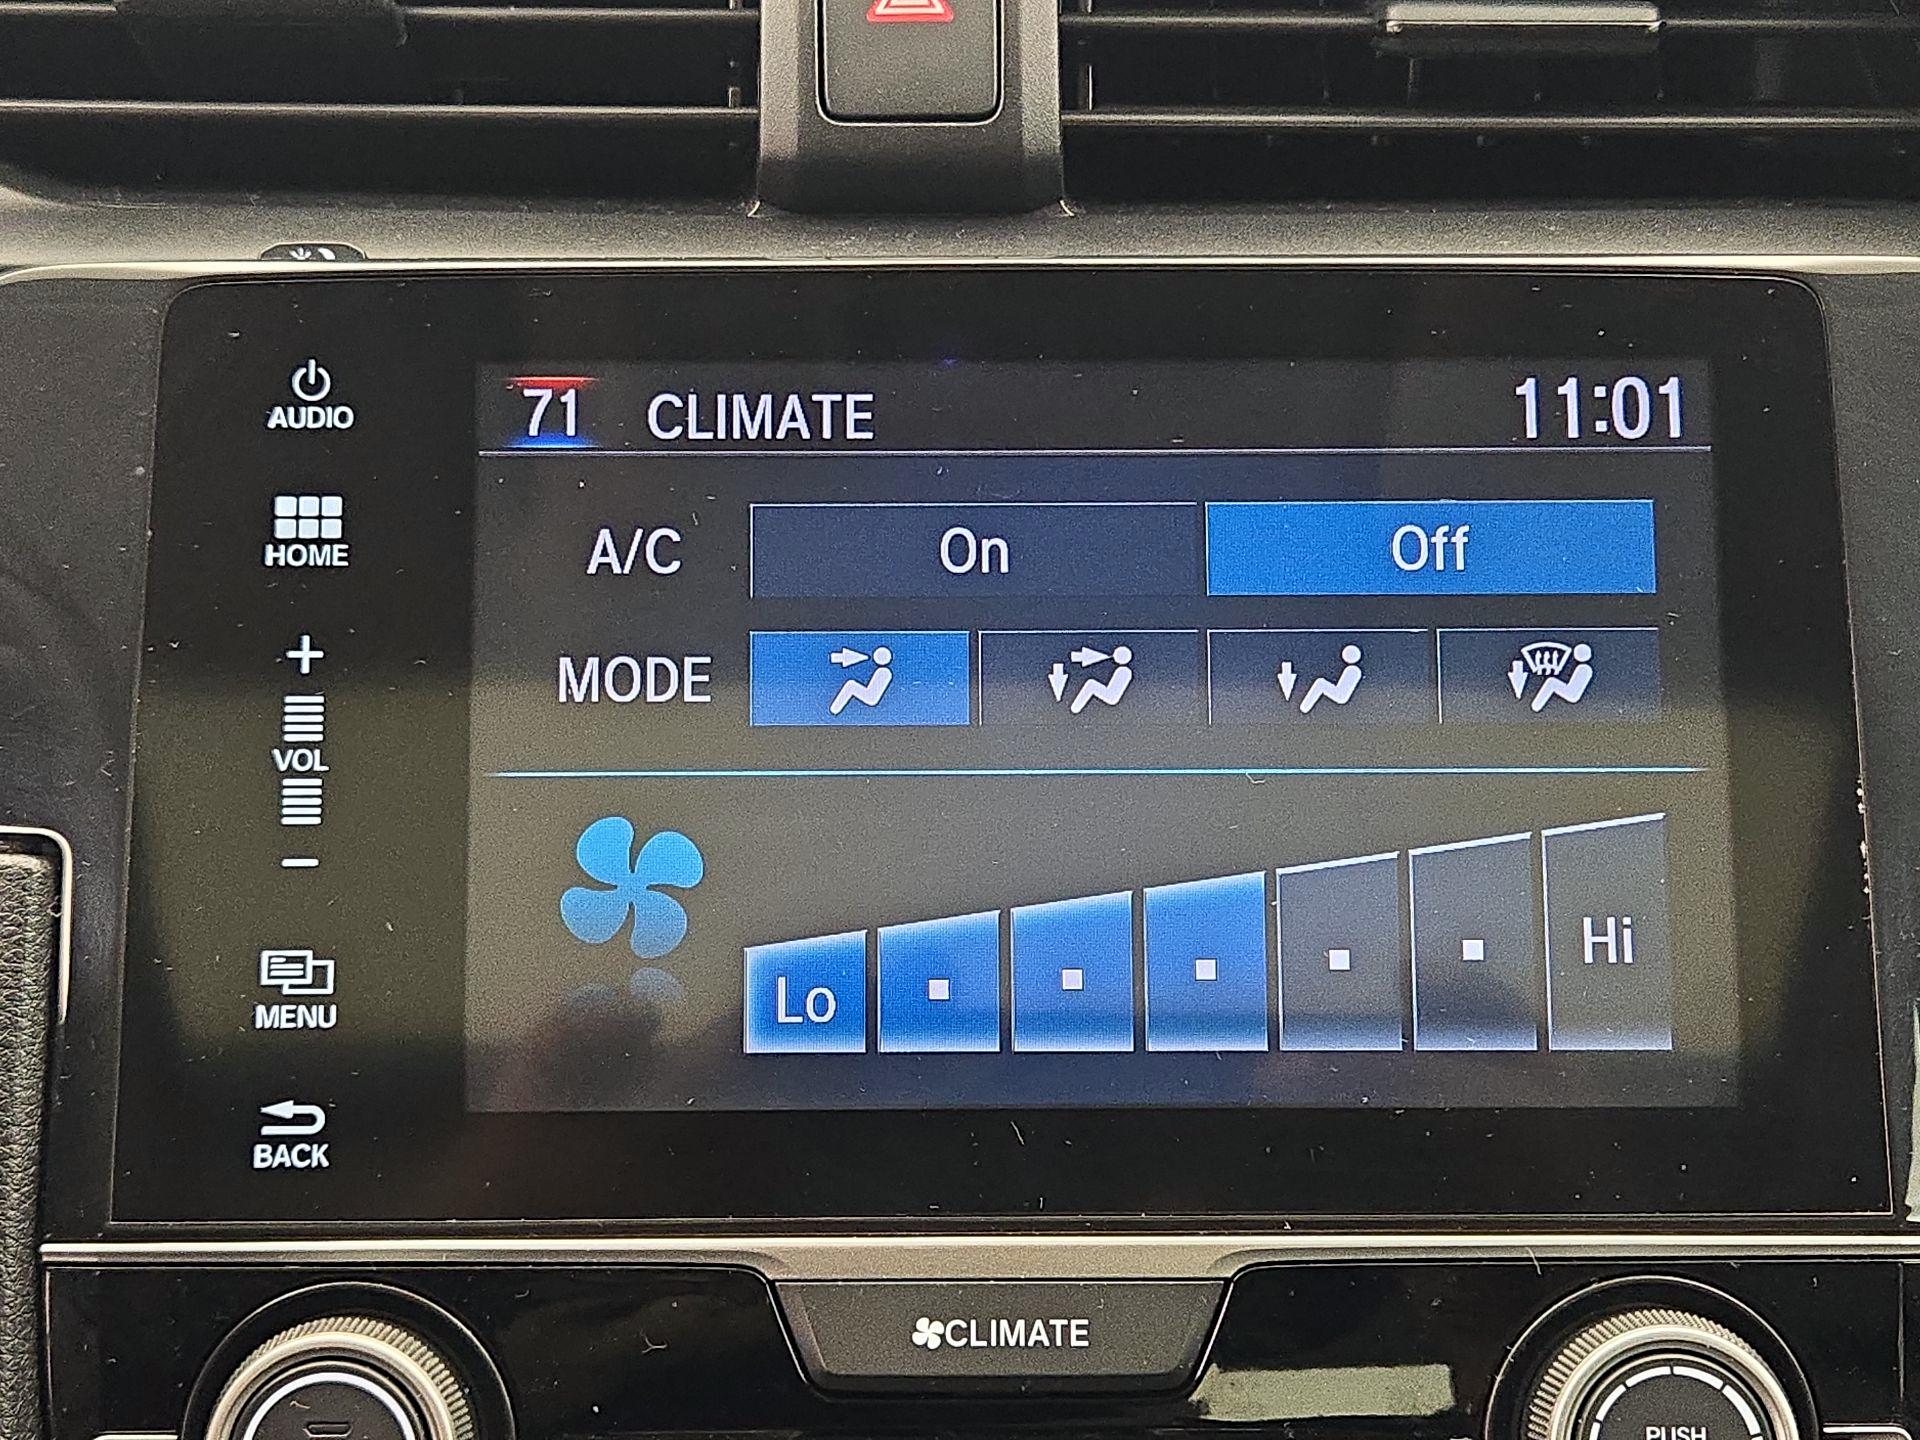 AUDIO
HOME
+
VOL
−
MENU
BACK
71 CLIMATE 11:01
A/C On Off
MODE
Lo Hi
CLIMATE
PUSH